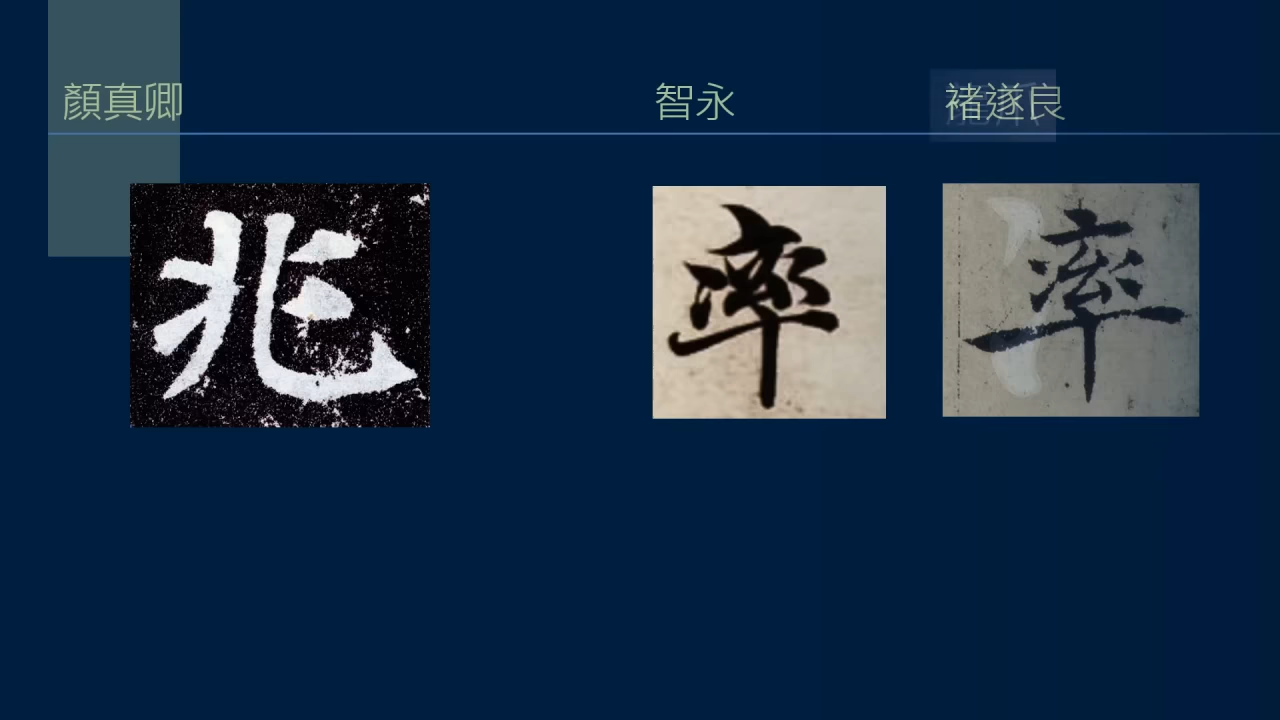 顏真卿 智永 褚遂良
兆 率 率